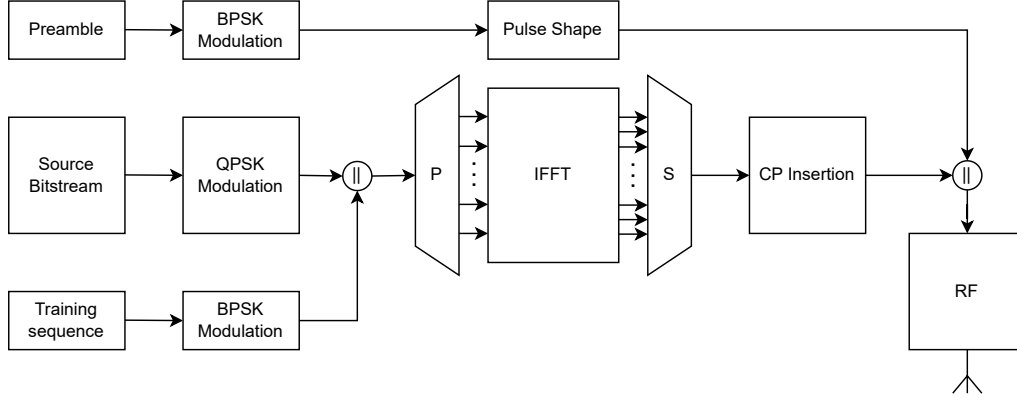 Preamble
BPSK
Modulation
Pulse Shape
Source
Bitstream
QPSK
Modulation
||
P
IFFT
S
CP Insertion
||
Training
sequence
BPSK
Modulation
RF